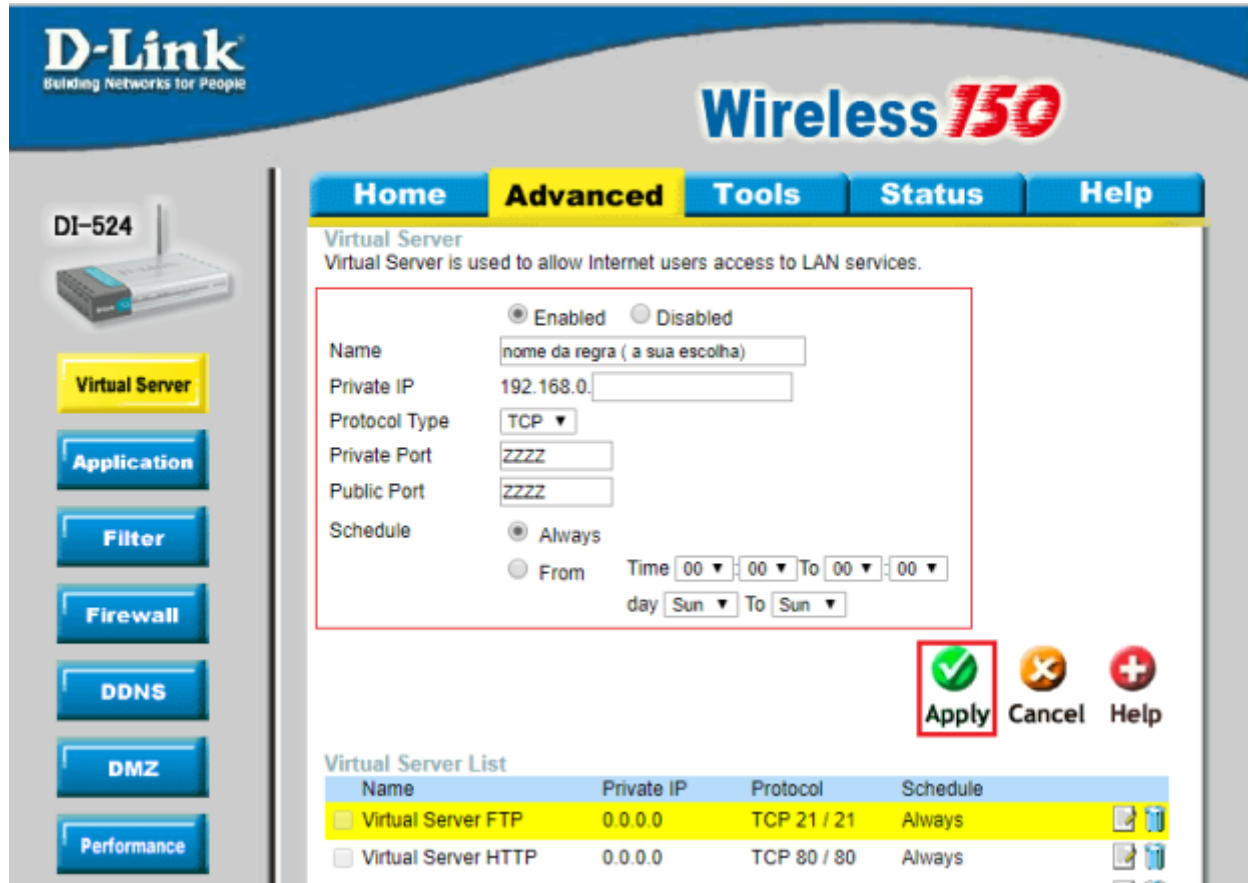 D-Link
Building Networks for People
Wireless 150
DI-524
Home Advanced Tools Status Help
Virtual Server
Virtual Server is used to allow Internet users access to LAN services.
Enabled Disabled
Name nome da regra ( a sua escolha)
Private IP 192.168.0.
Protocol Type TCP
Private Port ZZZZ
Public Port ZZZZ
Schedule Always
From Time 00 : 00 To 00 : 00
day Sun To Sun
Apply Cancel Help
Virtual Server
Application
Filter
Firewall
DDNS
DMZ
Performance
Virtual Server List
Name Private IP Protocol Schedule
Virtual Server FTP 0.0.0.0 TCP 21 / 21 Always
Virtual Server HTTP 0.0.0.0 TCP 80 / 80 Always